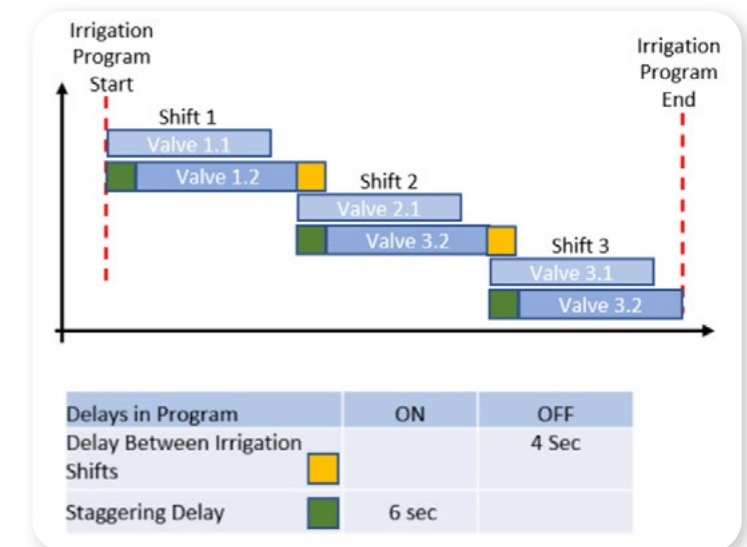 Irrigation
Program
Start
Irrigation
Program
End
Shift 1
Valve 1.1
Valve 1.2
Shift 2
Valve 2.1
Valve 3.2
Shift 3
Valve 3.1
Valve 3.2
Delays in Program ON OFF
Delay Between Irrigation 4 Sec
Shifts
Staggering Delay 6 sec